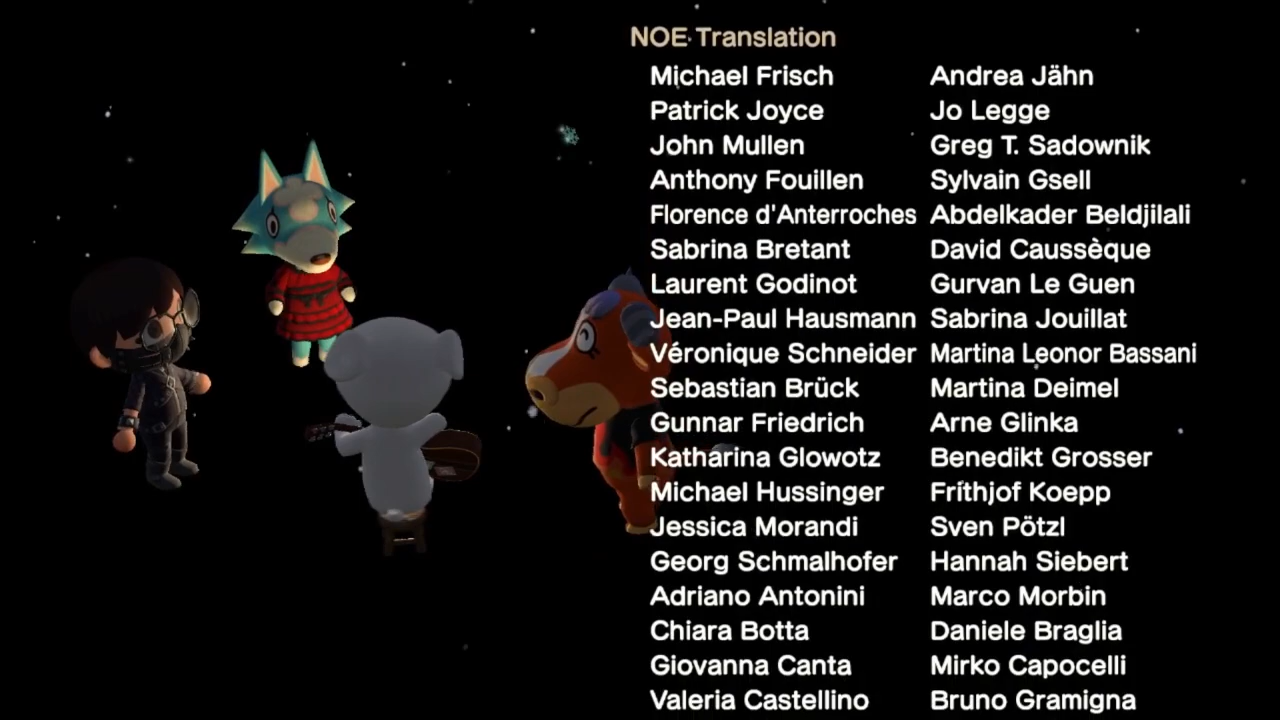 NOE Translation
Michael Frisch Andrea Jähn
Patrick Joyce Jo Legge
John Mullen Greg T. Sadownik
Anthony Fouillen Sylvain Gsell
Florence d'Anterroches Abdelkader Beldjilali
Sabrina Bretant David Caussèque
Laurent Godinot Gurvan Le Guen
Jean-Paul Hausmann Sabrina Jouillat
Véronique Schneider Martina Leonor Bassani
Sebastian Brück Martina Deimel
Gunnar Friedrich Arne Glinka
Katharina Glowotz Benedikt Grosser
Michael Hussinger Frithjof Koepp
Jessica Morandi Sven Pötzl
Georg Schmalhofer Hannah Siebert
Adriano Antonini Marco Morbin
Chiara Botta Daniele Braglia
Giovanna Canta Mirko Capocelli
Valeria Castellino Bruno Gramigna